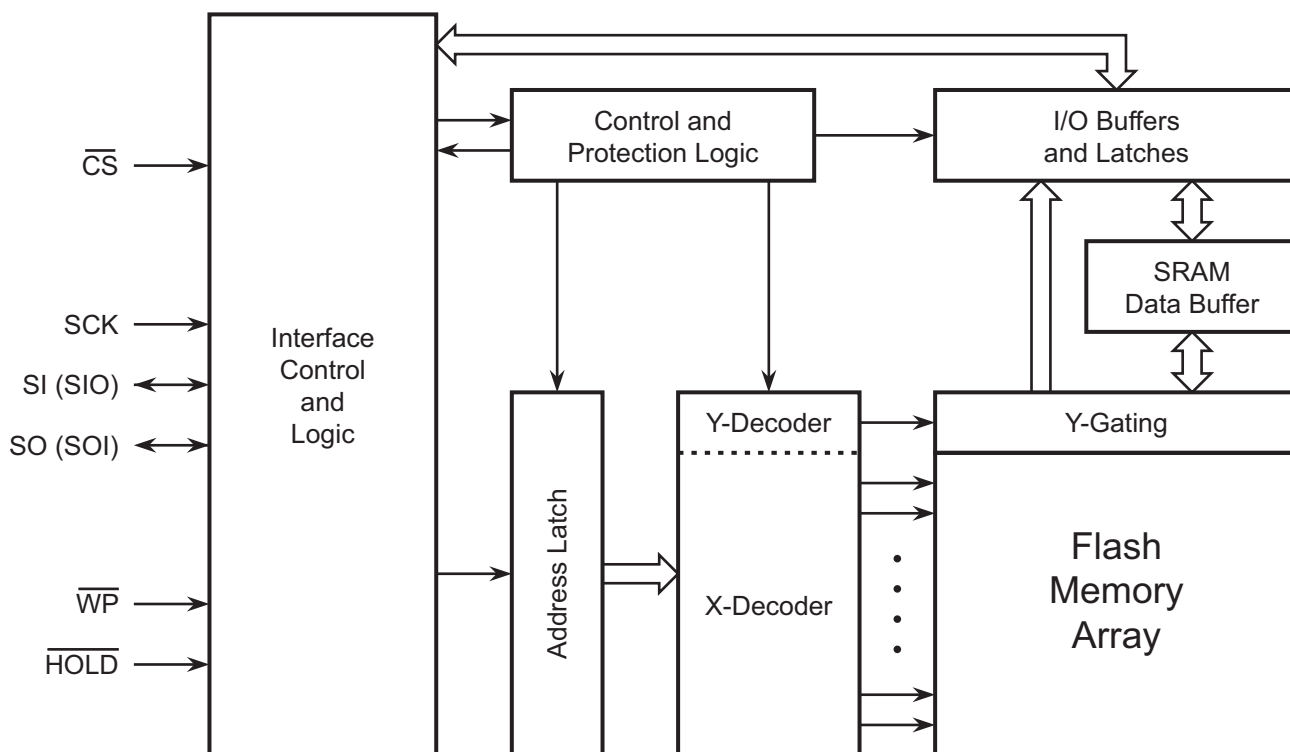 CS
SCK
SI (SIO)
SO (SOI)
WP
HOLD
Interface
Control
and
Logic
Control and
Protection Logic
I/O Buffers
and Latches
SRAM
Data Buffer
Address Latch
Y-Decoder
X-Decoder
Y-Gating
Flash
Memory
Array